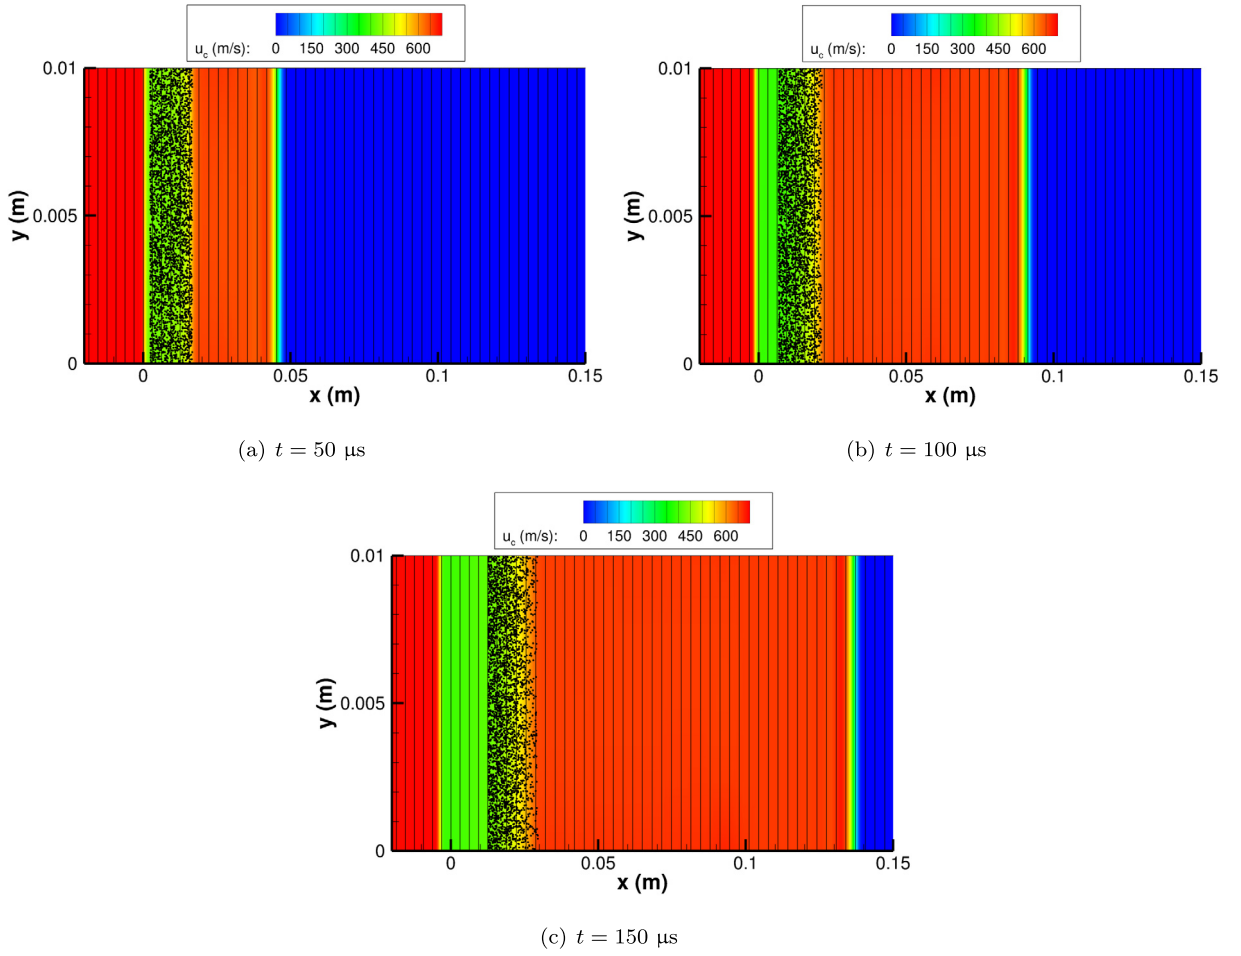 u_c (m/s): 0 150 300 450 600
0.01
0.005
0
y (m)
0 0.05 0.1 0.15
x (m)
(a) t = 50 µs
u_c (m/s): 0 150 300 450 600
0.01
0.005
0
y (m)
0 0.05 0.1 0.15
x (m)
(b) t = 100 µs
u_c (m/s): 0 150 300 450 600
0.01
0.005
0
y (m)
0 0.05 0.1 0.15
x (m)
(c) t = 150 µs